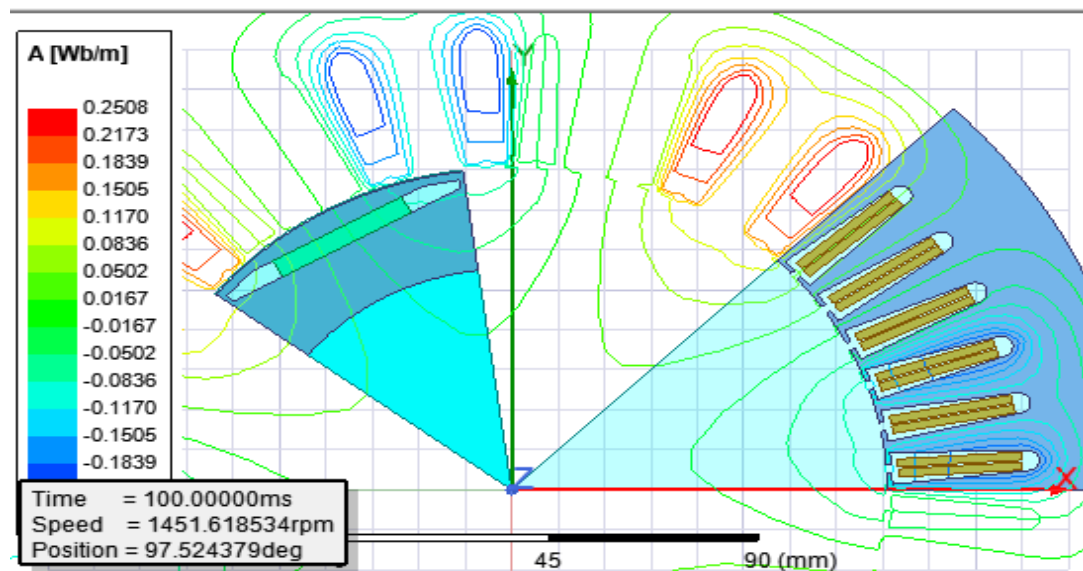 A [Wb/m]
0.2508
0.2173
0.1839
0.1505
0.1170
0.0836
0.0502
0.0167
-0.0167
-0.0502
-0.0836
-0.1170
-0.1505
-0.1839
Y
Z
X
Time = 100.00000ms
Speed = 1451.618534rpm
Position = 97.524379deg
45
90 (mm)